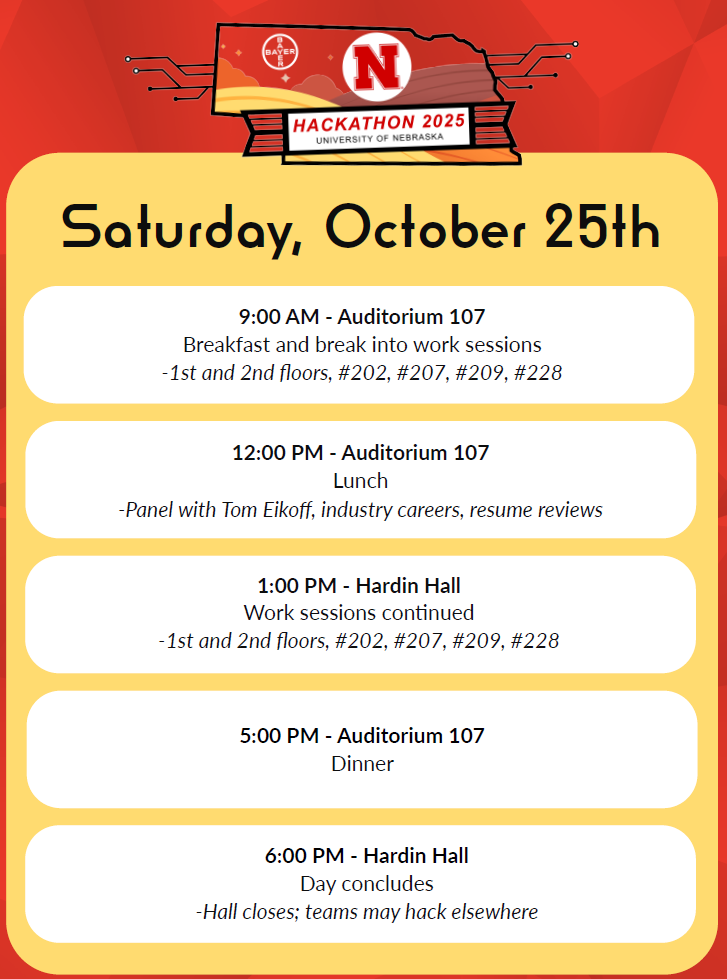 BAYER
BAYER
N
HACKATHON 2025
UNIVERSITY OF NEBRASKA
Saturday, October 25th
9:00 AM - Auditorium 107
Breakfast and break into work sessions
-1st and 2nd floors, #202, #207, #209, #228
12:00 PM - Auditorium 107
Lunch
-Panel with Tom Eikoff, industry careers, resume reviews
1:00 PM - Hardin Hall
Work sessions continued
-1st and 2nd floors, #202, #207, #209, #228
5:00 PM - Auditorium 107
Dinner
6:00 PM - Hardin Hall
Day concludes
-Hall closes; teams may hack elsewhere